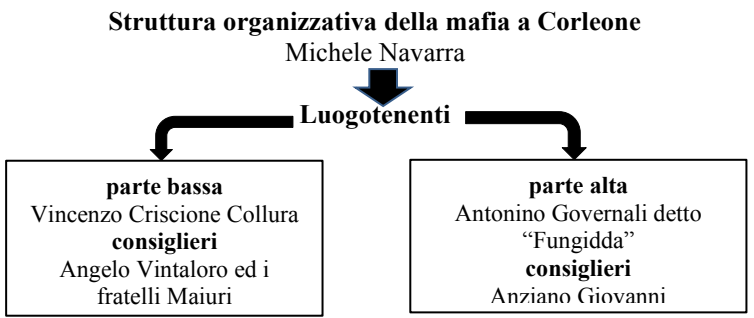 Struttura organizzativa della mafia a Corleone
Michele Navarra
Luogotenenti
parte bassa
Vincenzo Criscione Collura
consiglieri
Angelo Vintaloro ed i
fratelli Maiuri
parte alta
Antonino Governali detto
“Fungidda”
consiglieri
Anziano Giovanni